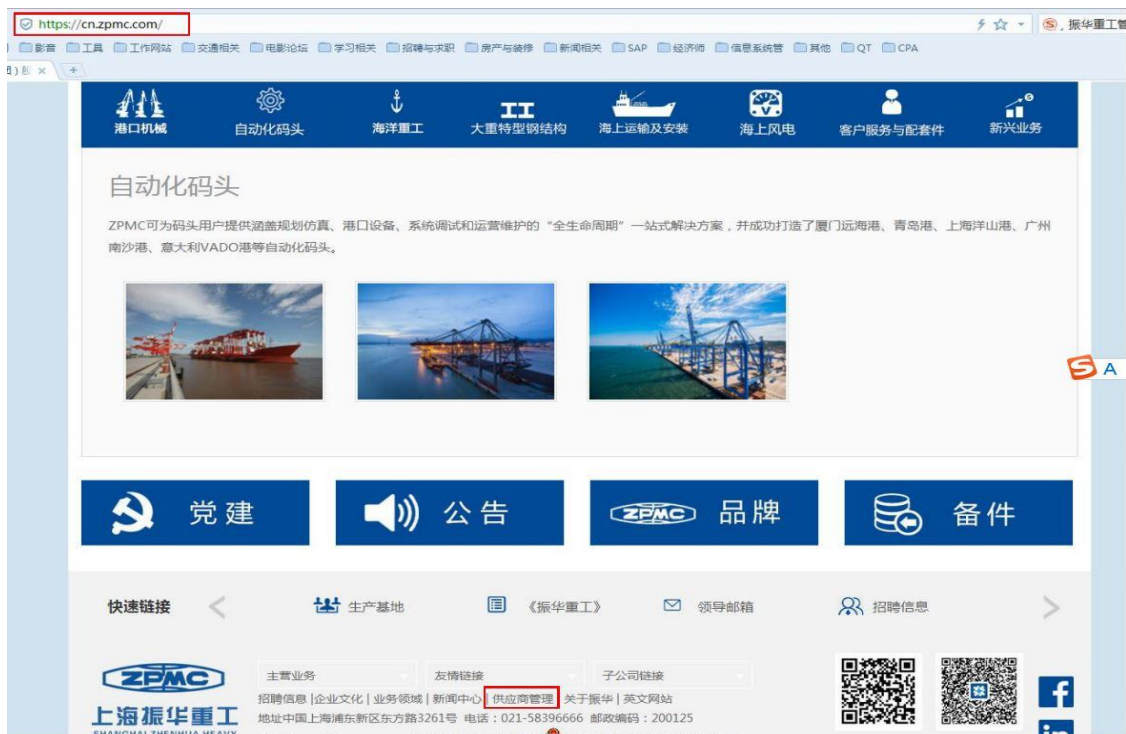 https://cn.zpmc.com/
振华重工管
影音 工具 工作网站 交通相关 电影论坛 学习相关 招聘与求职 房产与装修 新闻相关 SAP 经济师 信息系统管 其他 QT CPA
港口机械 自动化码头 海洋重工 大重特型钢结构 海上运输及安装 海上风电 客户服务与配套件 新兴业务
自动化码头
ZPMC可为码头用户提供涵盖规划仿真、港口设备、系统调试和运营维护的“全生命周期”一站式解决方案，并成功打造了厦门远海港、青岛港、上海洋山港、广州
南沙港、意大利VADO港等自动化码头。
S A
党建 公告 ZPMC 品牌 备件
快速链接 生产基地 《振华重工》 领导邮箱 招聘信息
ZPMC
上海振华重工
SHANGHAI ZHENHUA HEAVY
主营业务 友情链接 子公司链接
招聘信息 | 企业文化 | 业务领域 | 新闻中心 | 供应商管理 | 关于振华 | 英文网站
地址中国上海浦东新区东方路3261号 电话：021-58396666 邮政编码：200125
f
in